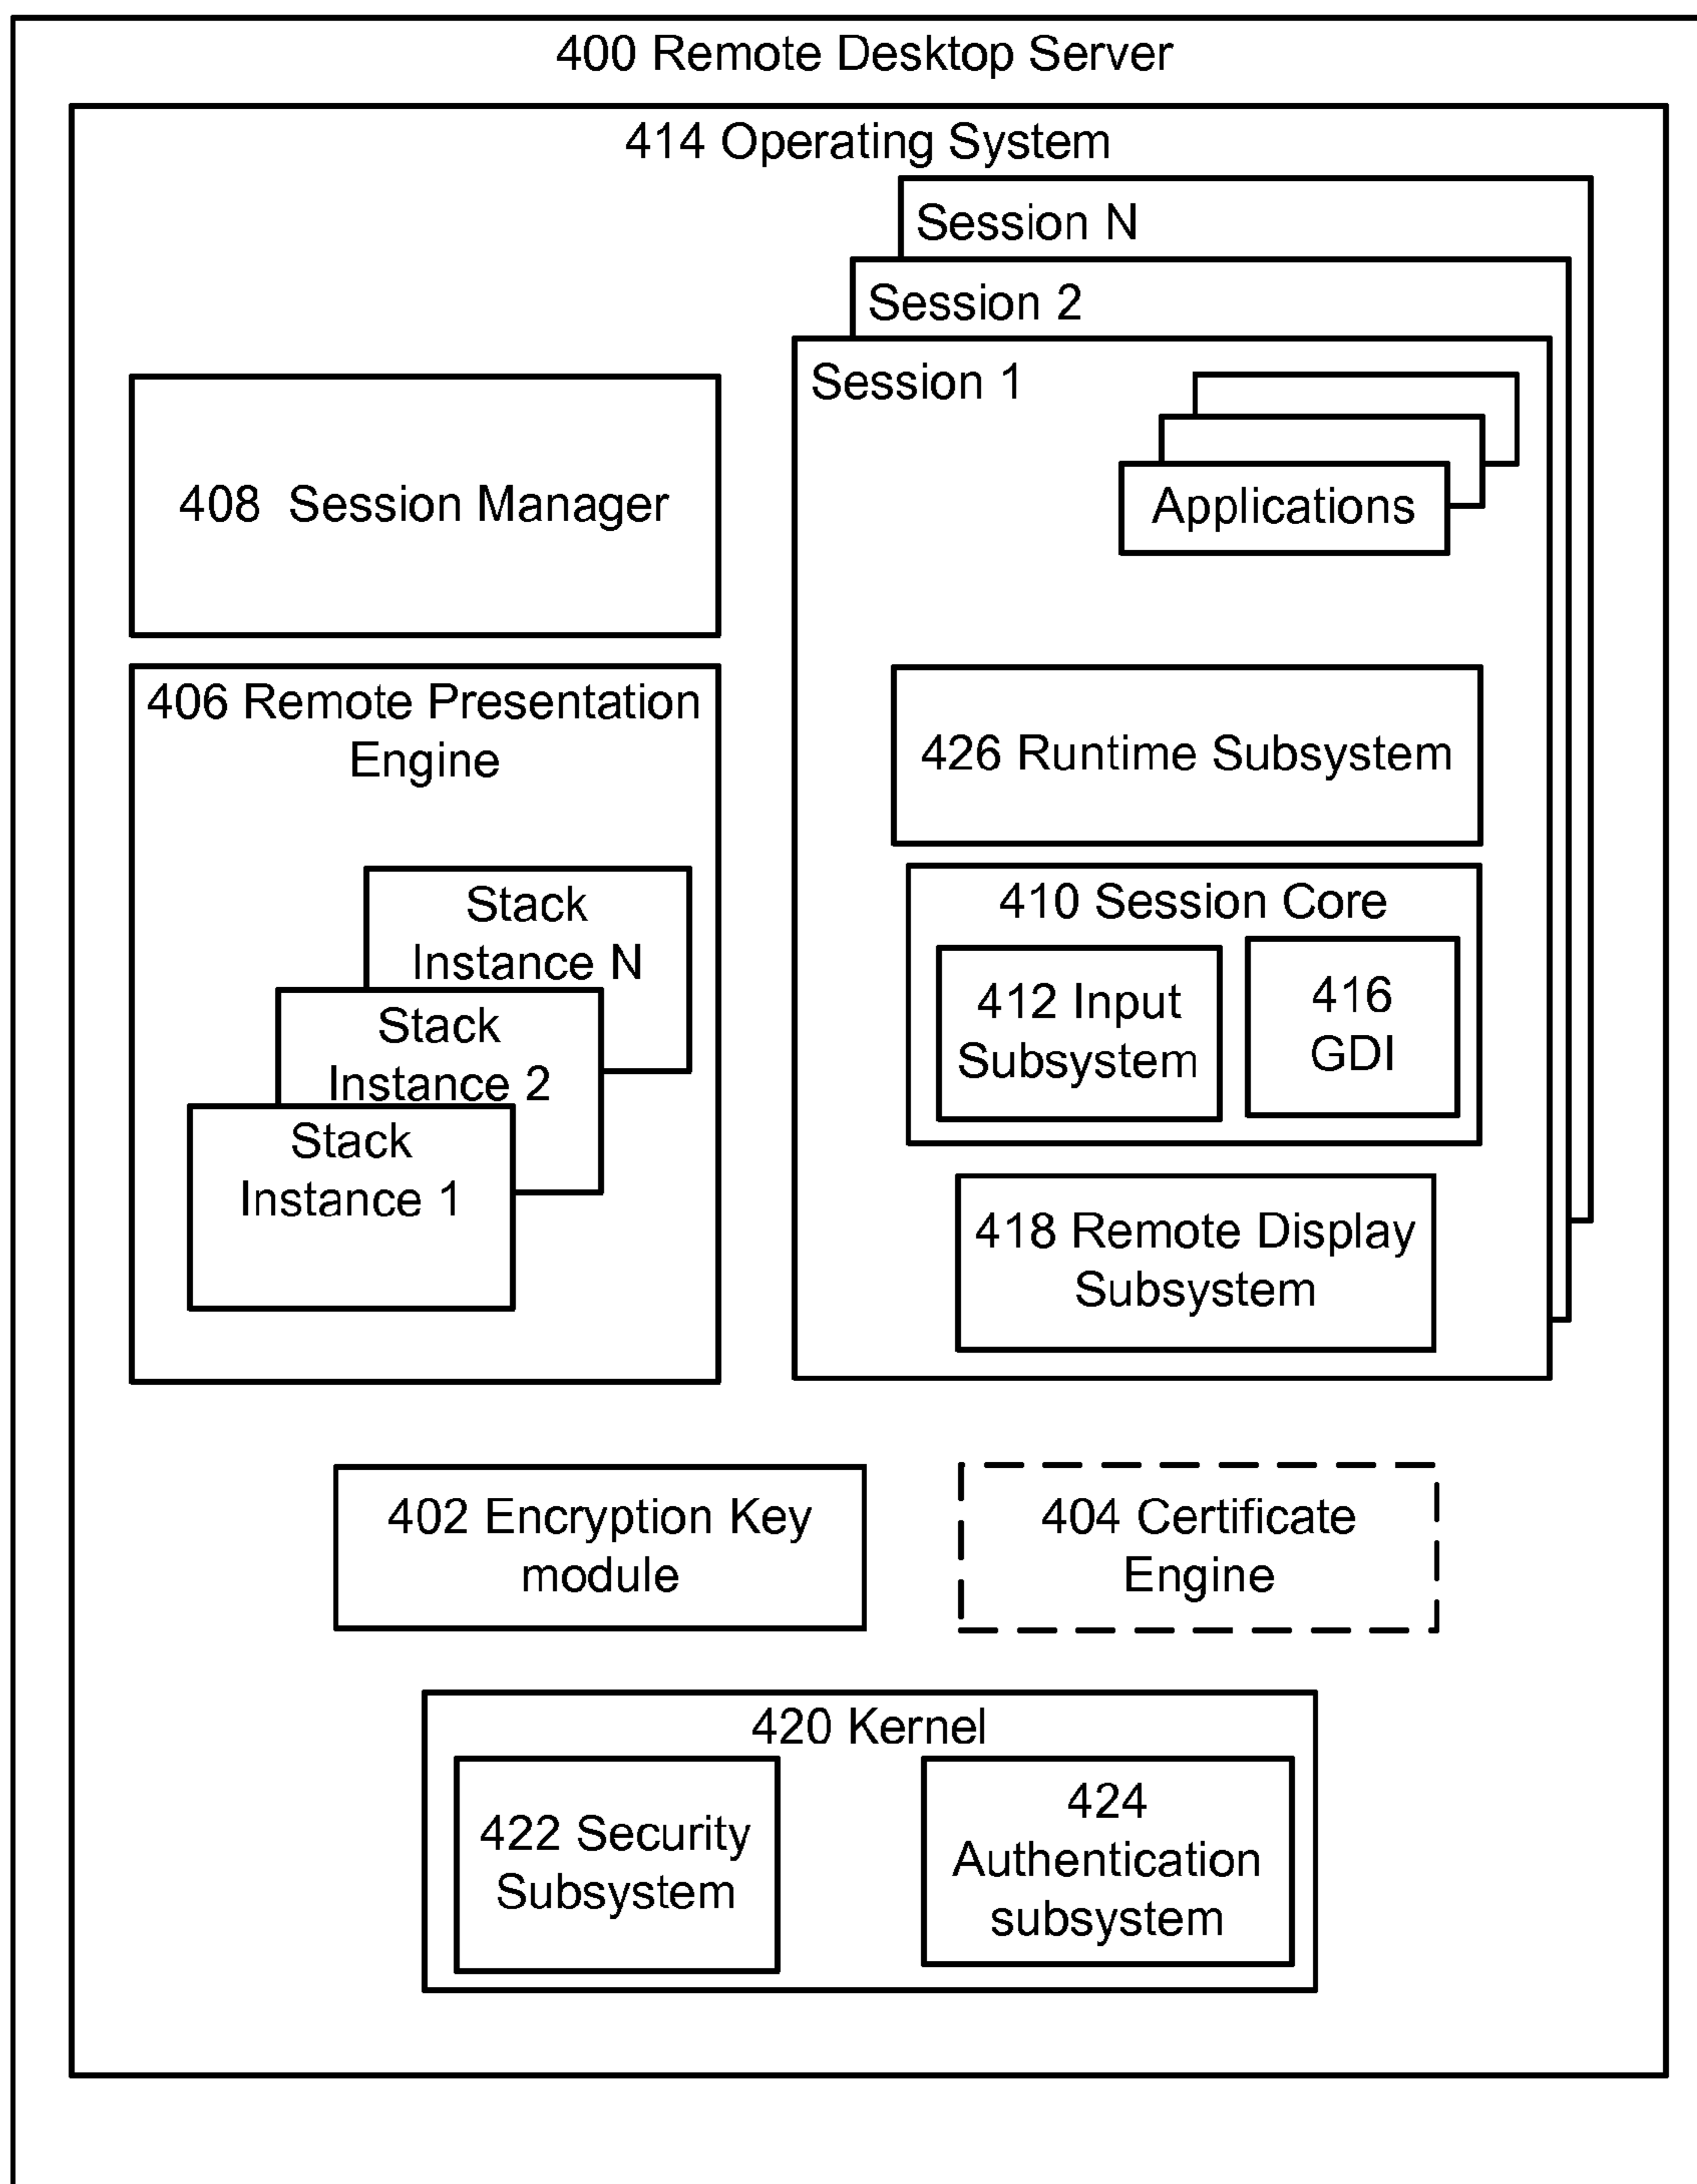 400 Remote Desktop Server
414 Operating System
Session N
Session 2
Session 1
Applications
408 Session Manager
406 Remote Presentation
Engine
Stack
Instance N
Stack
Instance 2
Stack
Instance 1
426 Runtime Subsystem
410 Session Core
412 Input
Subsystem
416
GDI
418 Remote Display
Subsystem
402 Encryption Key
module
404 Certificate
Engine
420 Kernel
422 Security
Subsystem
424
Authentication
subsystem